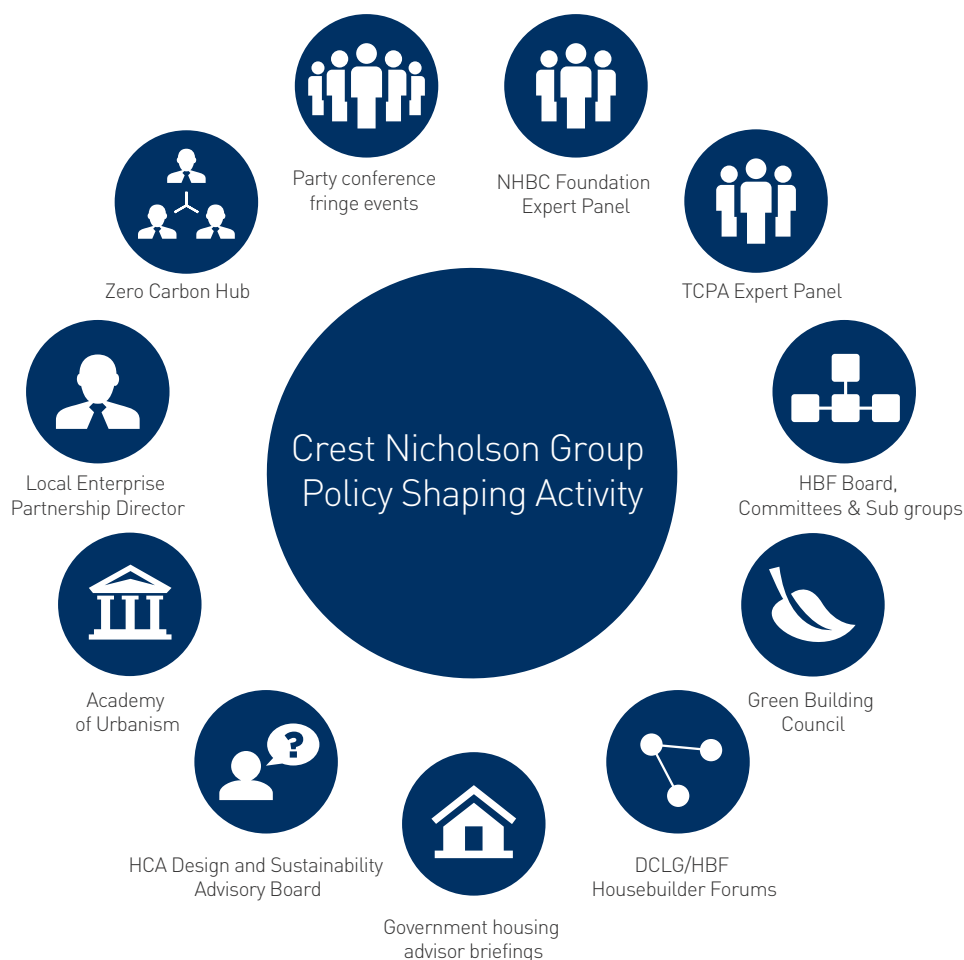 Party conference
fringe events
NHBC Foundation
Expert Panel
Zero Carbon Hub
TCPA Expert Panel
Crest Nicholson Group
Policy Shaping Activity
Local Enterprise
Partnership Director
HBF Board,
Committees & Sub groups
Academy
of Urbanism
Green Building
Council
?
HCA Design and Sustainability
Advisory Board
DCLG/HBF
Housebuilder Forums
Government housing
advisor briefings